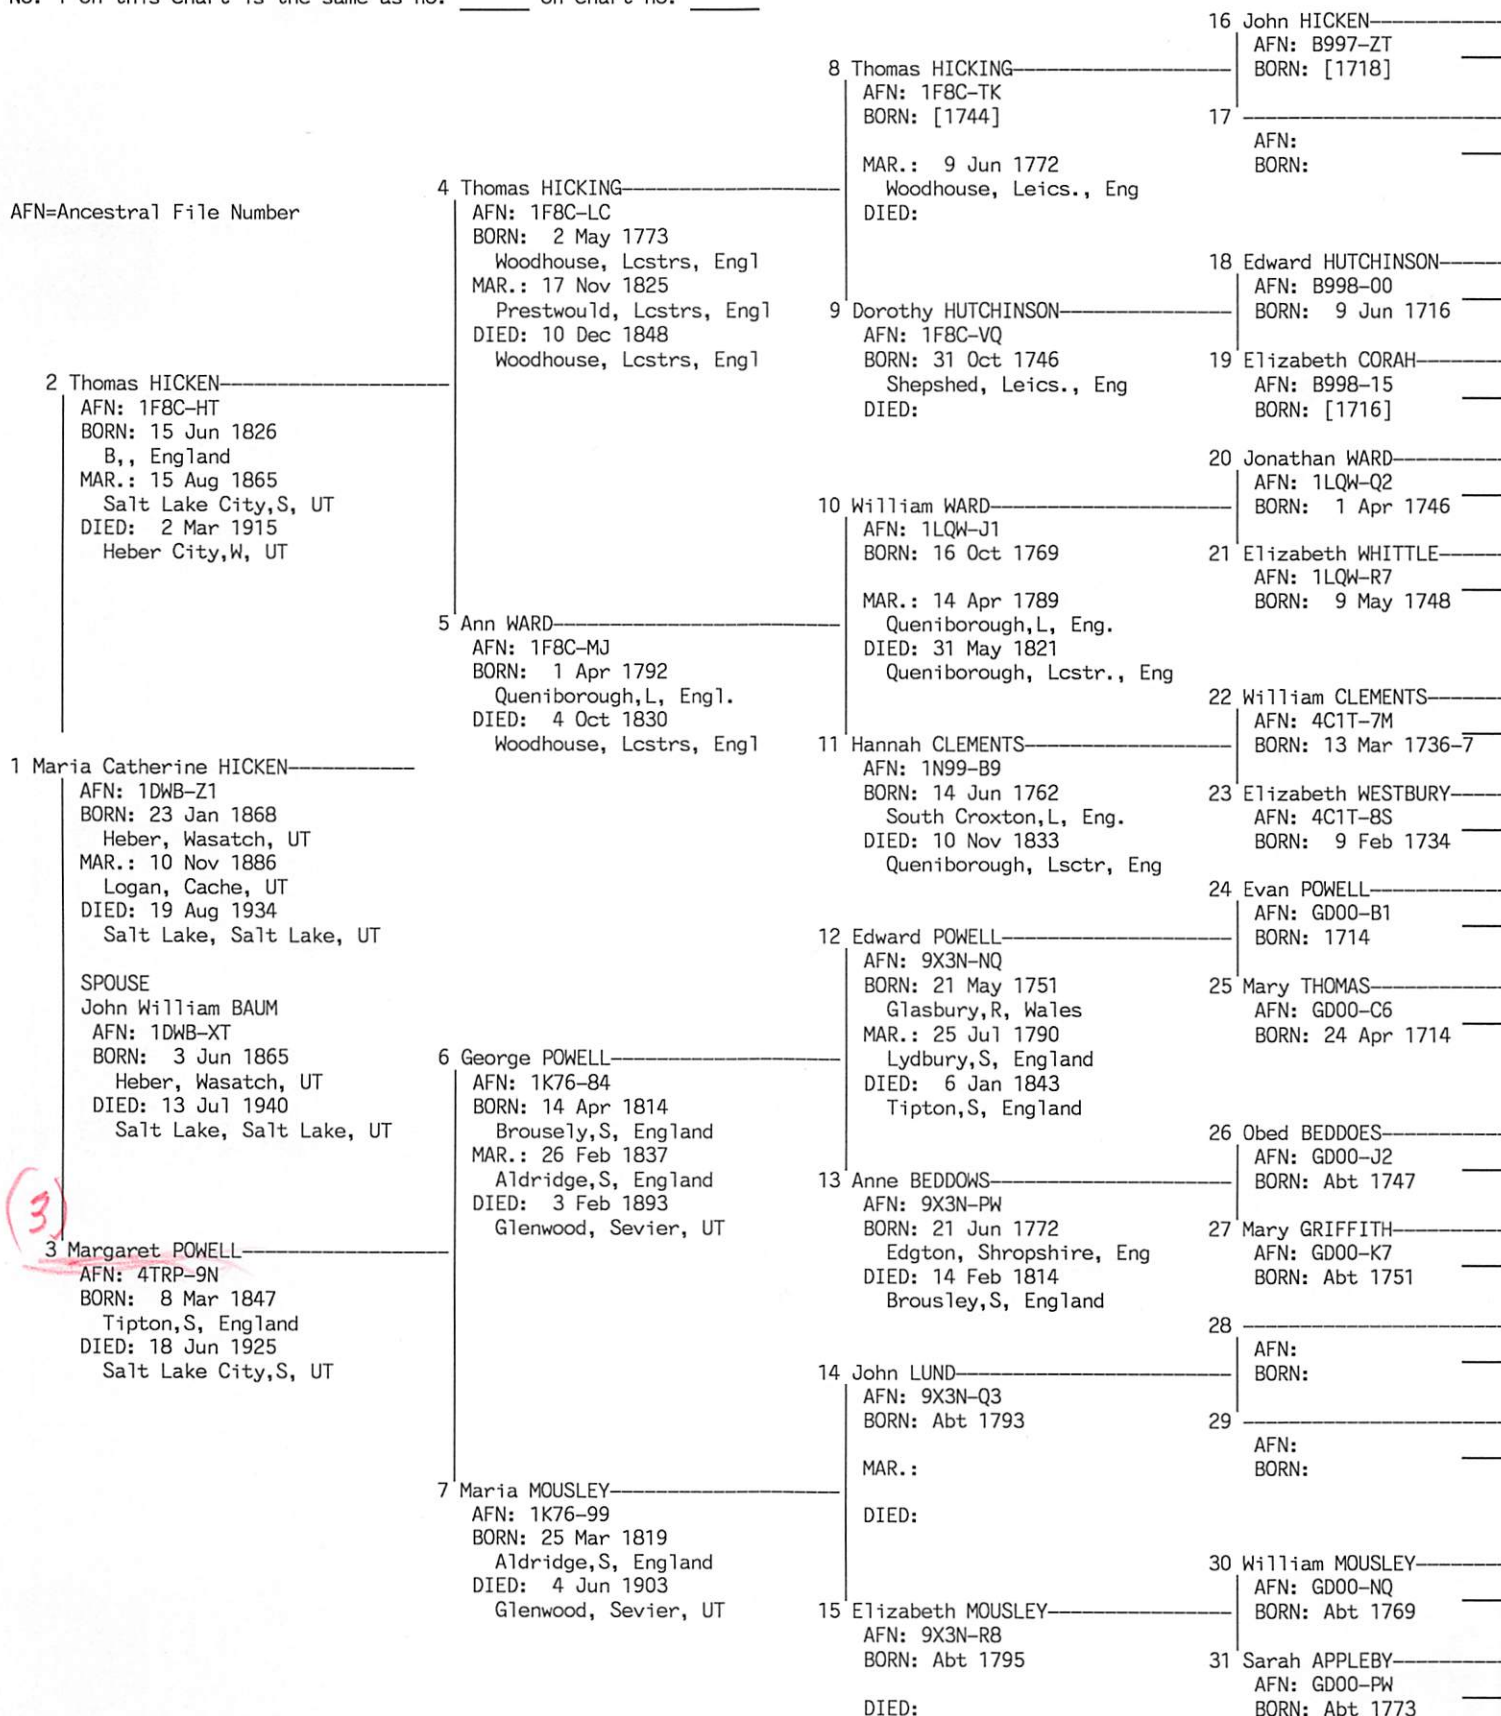 No. 1 on this chart is the same as no. ______ on chart no. ______
AFN=Ancestral File Number
1 Maria Catherine HICKEN
AFN: 1DWB-Z1
BORN: 23 Jan 1868
Heber, Wasatch, UT
MAR.: 10 Nov 1886
Logan, Cache, UT
DIED: 19 Aug 1934
Salt Lake, Salt Lake, UT
SPOUSE
John William BAUM
AFN: 1DWB-XT
BORN: 3 Jun 1865
Heber, Wasatch, UT
DIED: 13 Jul 1940
Salt Lake, Salt Lake, UT
2 Thomas HICKEN
AFN: 1F8C-HT
BORN: 15 Jun 1826
B,, England
MAR.: 15 Aug 1865
Salt Lake City,S, UT
DIED: 2 Mar 1915
Heber City,W, UT
(3)
3 Margaret POWELL
AFN: 4TRP-9N
BORN: 8 Mar 1847
Tipton,S, England
DIED: 18 Jun 1925
Salt Lake City,S, UT
4 Thomas HICKING
AFN: 1F8C-LC
BORN: 2 May 1773
Woodhouse, Lcstrs, Engl
MAR.: 17 Nov 1825
Prestwould, Lcstrs, Engl
DIED: 10 Dec 1848
Woodhouse, Lcstrs, Engl
5 Ann WARD
AFN: 1F8C-MJ
BORN: 1 Apr 1792
Queniborough,L, Engl.
DIED: 4 Oct 1830
Woodhouse, Lcstrs, Engl
6 George POWELL
AFN: 1K76-84
BORN: 14 Apr 1814
Brousely,S, England
MAR.: 26 Feb 1837
Aldridge,S, England
DIED: 3 Feb 1893
Glenwood, Sevier, UT
7 Maria MOUSLEY
AFN: 1K76-99
BORN: 25 Mar 1819
Aldridge,S, England
DIED: 4 Jun 1903
Glenwood, Sevier, UT
8 Thomas HICKING
AFN: 1F8C-TK
BORN: [1744]
MAR.: 9 Jun 1772
Woodhouse, Leics., Eng
DIED:
9 Dorothy HUTCHINSON
AFN: 1F8C-VQ
BORN: 31 Oct 1746
Shepshed, Leics., Eng
DIED:
10 William WARD
AFN: 1LQW-J1
BORN: 16 Oct 1769
MAR.: 14 Apr 1789
Queniborough,L, Eng.
DIED: 31 May 1821
Queniborough, Lcstr., Eng
11 Hannah CLEMENTS
AFN: 1N99-B9
BORN: 14 Jun 1762
South Croxton,L, Eng.
DIED: 10 Nov 1833
Queniborough, Lsctr, Eng
12 Edward POWELL
AFN: 9X3N-NQ
BORN: 21 May 1751
Glasbury,R, Wales
MAR.: 25 Jul 1790
Lydbury,S, England
DIED: 6 Jan 1843
Tipton,S, England
13 Anne BEDDOWS
AFN: 9X3N-PW
BORN: 21 Jun 1772
Edgton, Shropshire, Eng
DIED: 14 Feb 1814
Brousley,S, England
14 John LUND
AFN: 9X3N-Q3
BORN: Abt 1793
MAR.:
DIED:
15 Elizabeth MOUSLEY
AFN: 9X3N-R8
BORN: Abt 1795
DIED:
16 John HICKEN
AFN: B997-ZT
BORN: [1718]
17
AFN:
BORN:
18 Edward HUTCHINSON
AFN: B998-00
BORN: 9 Jun 1716
19 Elizabeth CORAH
AFN: B998-15
BORN: [1716]
20 Jonathan WARD
AFN: 1LQW-Q2
BORN: 1 Apr 1746
21 Elizabeth WHITTLE
AFN: 1LQW-R7
BORN: 9 May 1748
22 William CLEMENTS
AFN: 4C1T-7M
BORN: 13 Mar 1736-7
23 Elizabeth WESTBURY
AFN: 4C1T-8S
BORN: 9 Feb 1734
24 Evan POWELL
AFN: GD00-B1
BORN: 1714
25 Mary THOMAS
AFN: GD00-C6
BORN: 24 Apr 1714
26 Obed BEDDOES
AFN: GD00-J2
BORN: Abt 1747
27 Mary GRIFFITH
AFN: GD00-K7
BORN: Abt 1751
28
AFN:
BORN:
29
AFN:
BORN:
30 William MOUSLEY
AFN: GD00-NQ
BORN: Abt 1769
31 Sarah APPLEBY
AFN: GD00-PW
BORN: Abt 1773